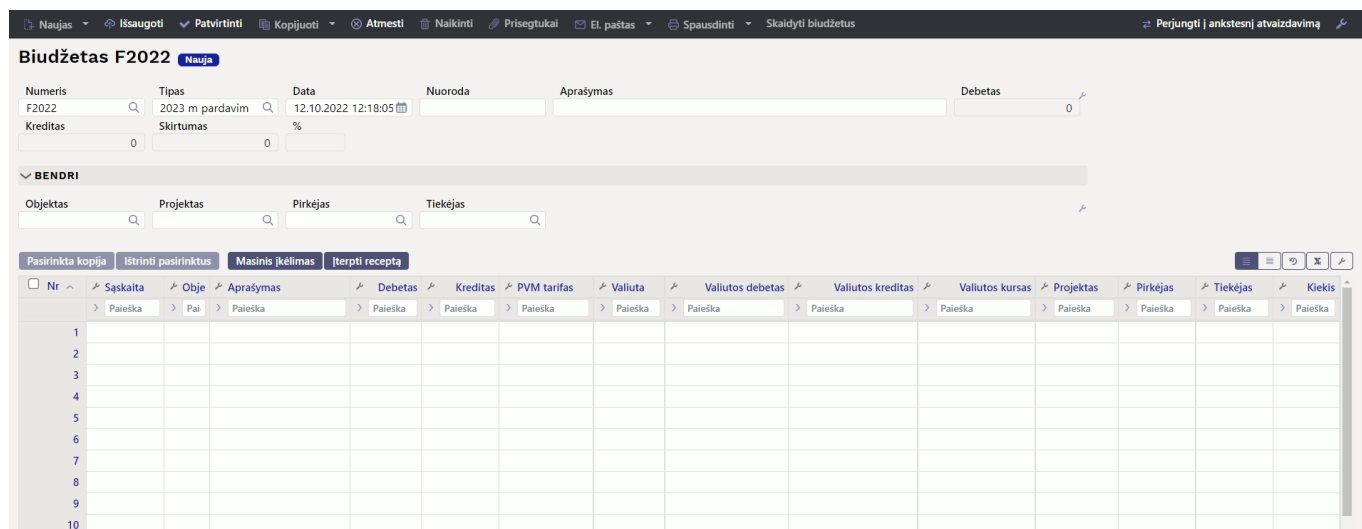 Naujas Išsaugoti Patvirtinti Kopijuoti Atmesti Naikinti Prisegtukai El. paštas Spausdinti Skaidyti biudžetus Perjungti į ankstesnį atvaizdavimą
Biudžetas F2022 Nauja
Numeris Tipas Data Nuoroda Aprašymas Debetas
F2022 2023 m pardavim 12.10.2022 12:18:05 0
Kreditas Skirtumas %
0 0
BENDRI
Objektas Projektas Pirkėjas Tiekėjas
Pasirinkta kopija Ištrinti pasirinktus Masinis įkėlimas Įterpti receptą
Nr Sąskaita Obje Aprašymas Debetas Kreditas PVM tarifas Valiuta Valiutos debetas Valiutos kreditas Valiutos kursas Projektas Pirkėjas Tiekėjas Kiekis
Paieška Pai Paieška Paieška Paieška Paieška Paieška Paieška Paieška Paieška Paieška Paieška Paieška Paieška
1
2
3
4
5
6
7
8
9
10